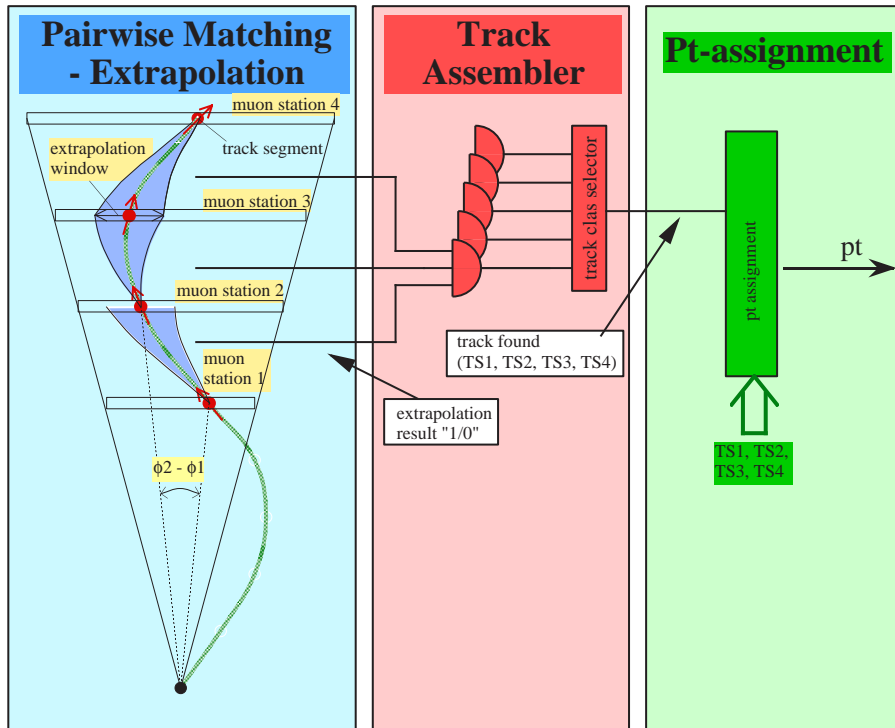 Pairwise Matching
- Extrapolation
muon station 4
track segment
extrapolation
window
muon station 3
muon station 2
muon
station 1
ϕ2 - ϕ1
Track
Assembler
track clas selector
track found
(TS1, TS2, TS3, TS4)
extrapolation
result "1/0"
Pt-assignment
pt assignment
pt
TS1, TS2,
TS3, TS4